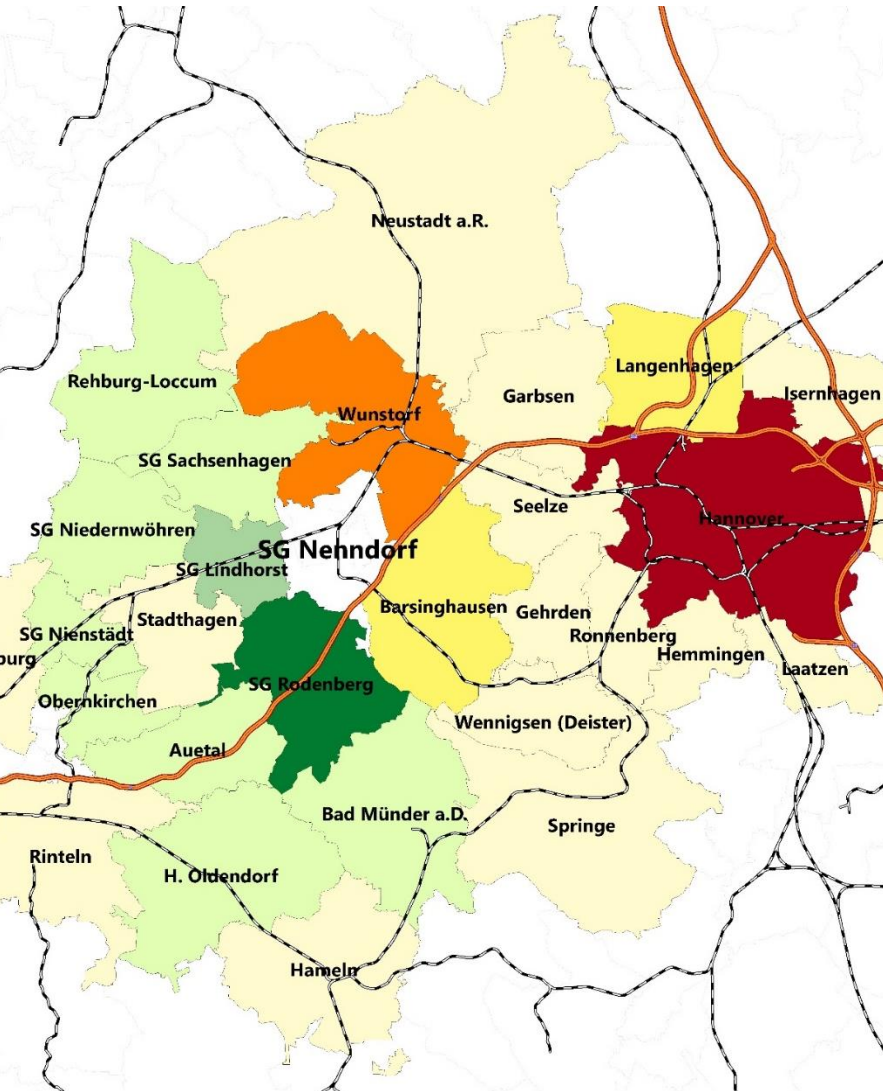 Neustadt a.R.
Langenhagen
Rehburg-Loccum
Garbsen
Isernhagen
Wunstorf
SG Sachsenhagen
Seelze
Hannover
SG Niedernwöhren
SG Nenndorf
SG Lindhorst
Barsinghausen
Gehrden
Stadthagen
SG Nienstädt
Ronnenberg
burg
Hemmingen
Laatzen
SG Rodenberg
Obernkirchen
Wennigsen (Deister)
Auetal
Bad Münder a.D.
Springe
Rinteln
H. Oldendorf
Hameln